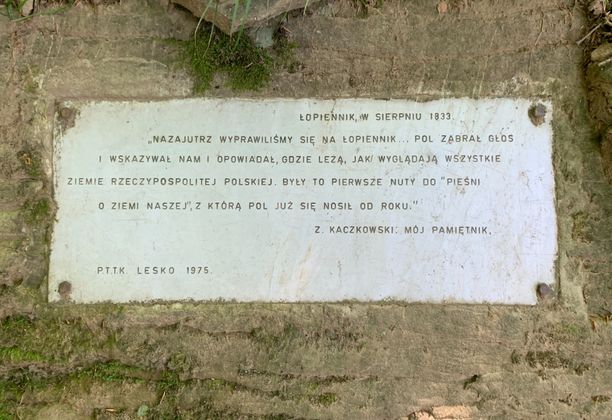 ŁOPIENNIK, W SIERPNIU 1833.
„NAZAJUTRZ WYPRAWILIŚMY SIĘ NA ŁOPIENNIK... POL ZABRAŁ GŁOS
I WSKAZYWAŁ NAM I OPOWIADAŁ, GDZIE LEZĄ, JAK WYGLĄDAJĄ WSZYSTKIE
ZIEMIE RZECZYPOSPOLITEJ POLSKIEJ. BYŁY TO PIERWSZE NUTY DO "PIEŚNI
O ZIEMI NASZEJ", Z KTÓRĄ POL JUŻ SIĘ NOSIŁ OD ROKU."
Z. KACZKOWSKI: MÓJ PAMIĘTNIK.
P.T.T.K. LESKO 1975.